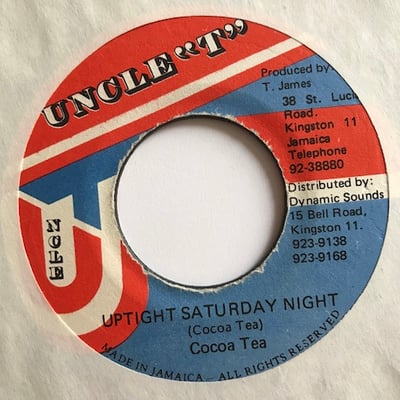 UNCLE "T"
Produced by:
T. James
38 St. Luci
Road.
Kingston 11
Jamaica
Telephone
92-38880
Distributed by:
Dynamic Sounds
15 Bell Road,
Kingston 11.
923-9138
923-9168
NCLE
UPTIGHT SATURDAY NIGHT
(Cocoa Tea)
Cocoa Tea
MADE IN JAMAICA - ALL RIGHTS RESERVED